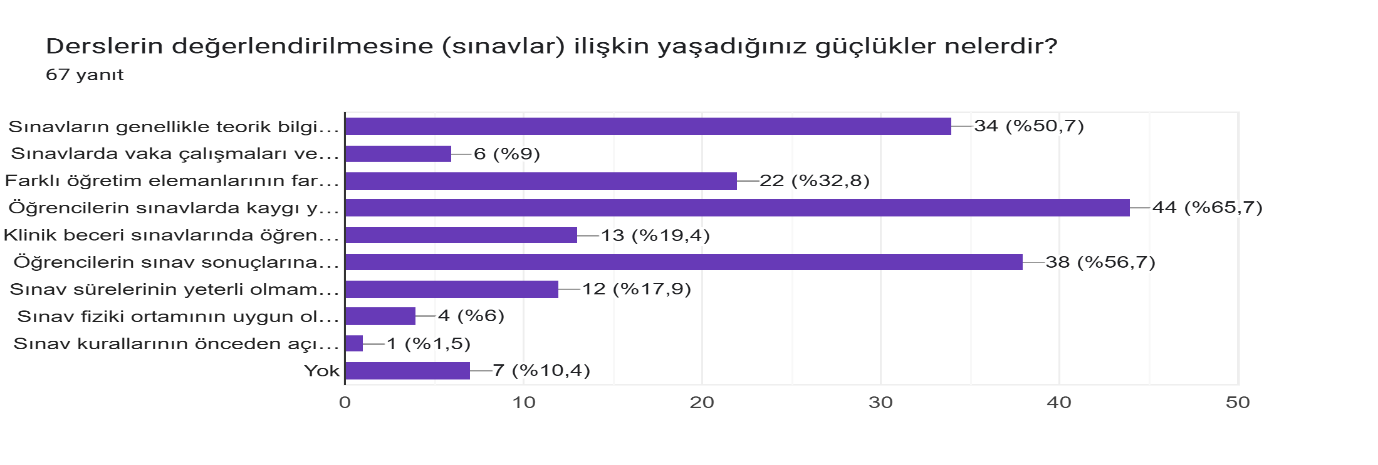 Derslerin değerlendirilmesine (sınavlar) ilişkin yaşadığınız güçlükler nelerdir?
67 yanıt
Sınavların genellikle teorik bilgi… 34 (%50,7)
Sınavlarda vaka çalışmaları ve… 6 (%9)
Farklı öğretim elemanlarının far… 22 (%32,8)
Öğrencilerin sınavlarda kaygı y… 44 (%65,7)
Klinik beceri sınavlarında öğren… 13 (%19,4)
Öğrencilerin sınav sonuçlarına… 38 (%56,7)
Sınav sürelerinin yeterli olmam… 12 (%17,9)
Sınav fiziki ortamının uygun ol… 4 (%6)
Sınav kurallarının önceden açı… 1 (%1,5)
Yok 7 (%10,4)
0 10 20 30 40 50